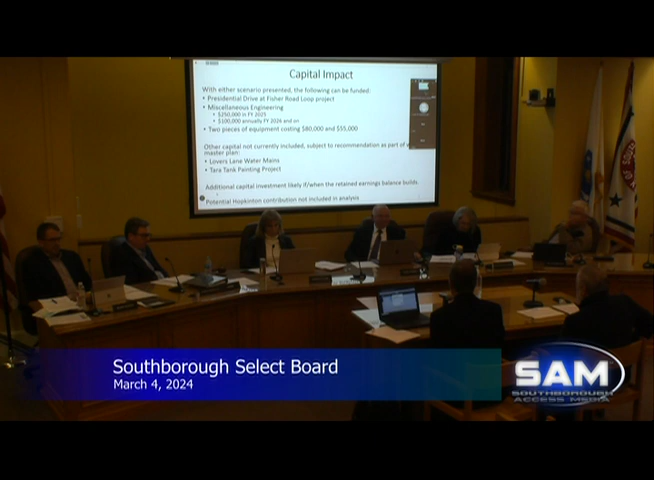 Capital Impact
With either scenario presented, the following can be funded:
• Presidential Drive at Fisher Road Loop project
• Miscellaneous Engineering
• $250,000 in FY 2025
• $100,000 annually FY 2026 and on
• Two pieces of equipment costing $80,000 and $55,000
Other capital not currently included, subject to recommendation as part of
master plan:
• Lovers Lane Water Mains
• Tara Tank Painting Project
Additional capital investment likely if/when the retained earnings balance builds
Potential Hopkinton contribution not included in analysis
OF SOUTH
Southborough Select Board
March 4, 2024
SAM
SOUTHBOROUGH
ACCESS MEDIA